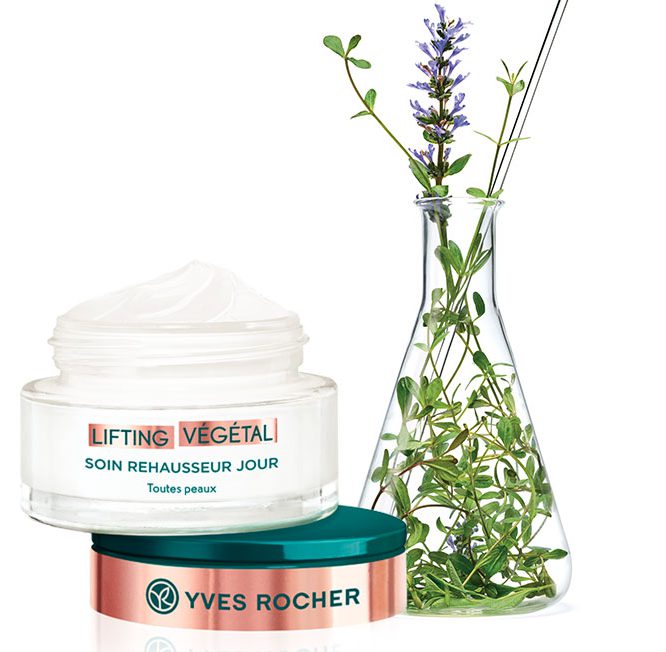 LIFTING VÉGÉTAL
SOIN REHAUSSEUR JOUR
Toutes peaux
YVES ROCHER